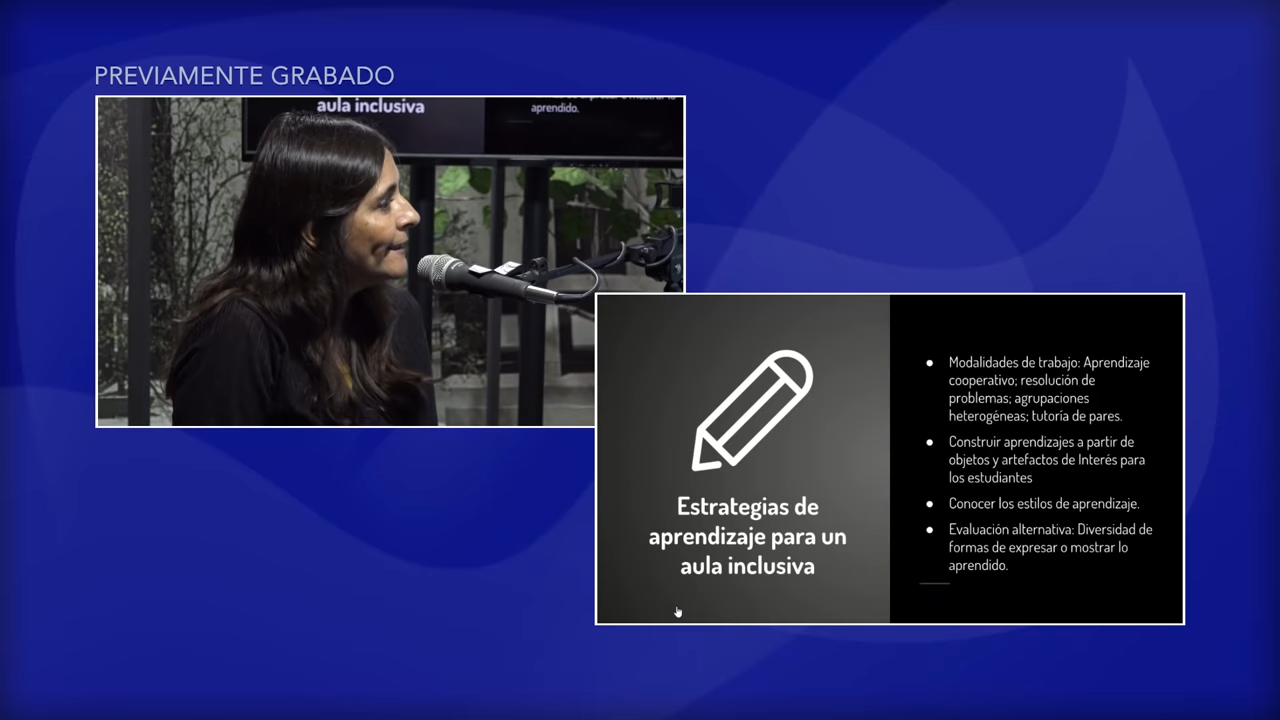 PREVIAMENTE GRABADO
aula inclusiva
aprendido.
Estrategias de
aprendizaje para un
aula inclusiva
● Modalidades de trabajo: Aprendizaje
cooperativo; resolución de
problemas; agrupaciones
heterogéneas; tutoría de pares.
● Construir aprendizajes a partir de
objetos y artefactos de Interés para
los estudiantes
● Conocer los estilos de aprendizaje.
● Evaluación alternativa: Diversidad de
formas de expresar o mostrar lo
aprendido.